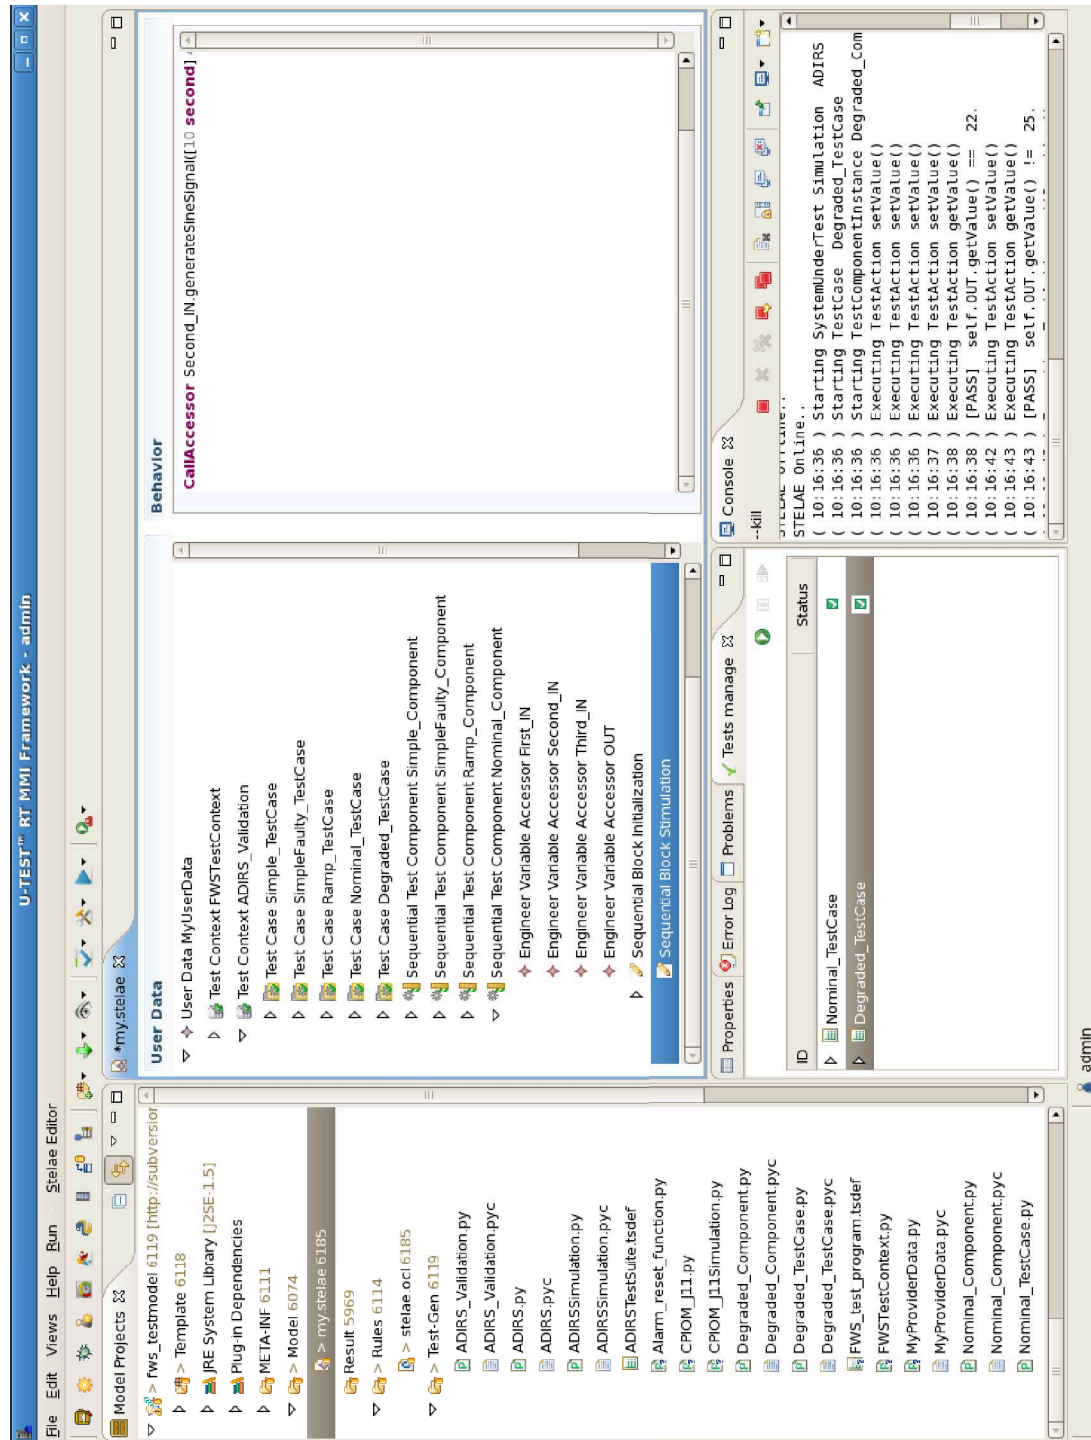 U-TEST™ RT MMI Framework - admin
File Edit Views Help Run Stelae Editor
Model Projects
> fws_testmodel 6119 [http://subversion
> Template 6118
JRE System Library [J2SE-1.5]
> Plug-in Dependencies
> META-INF 6111
> Model 6074
> my.stelae 6185
Result 5969
> Rules 6114
> stelae.ocl 6185
> Test-Gen 6119
ADIRS_Validation.py
ADIRS_Validation.pyc
ADIRS.py
ADIRS.pyc
ADIRSSimulation.py
ADIRSSimulation.pyc
ADIRSTestSuite.tsdef
Alarm_reset_function.py
CPIOM_J11.py
CPIOM_J11Simulation.py
Degraded_Component.py
Degraded_Component.pyc
Degraded_TestCase.py
Degraded_TestCase.pyc
FWS_test_program.tsdef
FWSTestContext.py
MyProviderData.py
MyProviderData.pyc
Nominal_Component.py
Nominal_Component.pyc
Nominal_TestCase.py
*my.stelae
User Data
User Data MyUserData
Test Context FWSTestContext
Test Context ADIRS_Validation
Test Case Simple_TestCase
Test Case SimpleFaulty_TestCase
Test Case Ramp_TestCase
Test Case Nominal_TestCase
Test Case Degraded_TestCase
Sequential Test Component Simple_Component
Sequential Test Component SimpleFaulty_Component
Sequential Test Component Ramp_Component
Sequential Test Component Nominal_Component
Engineer Variable Accessor First_IN
Engineer Variable Accessor Second_IN
Engineer Variable Accessor Third_IN
Engineer Variable Accessor OUT
Sequential Block Initialization
Sequential Block Stimulation
Behavior
CallAccessor Second_IN.generateSineSignal([10 second]
Properties Error Log Problems Tests manage
ID Status
Nominal_TestCase
Degraded_TestCase
Console
--kill
STELAE Offline..
STELAE Online..
( 10:16:36 ) Starting SystemUnderTest Simulation ADIRS
( 10:16:36 ) Starting TestCase Degraded_TestCase
( 10:16:36 ) Starting TestComponentInstance Degraded_Com
( 10:16:36 ) Executing TestAction setValue()
( 10:16:36 ) Executing TestAction setValue()
( 10:16:36 ) Executing TestAction setValue()
( 10:16:37 ) Executing TestAction setValue()
( 10:16:38 ) Executing TestAction getValue()
( 10:16:38 ) [PASS] self.OUT.getValue() == 22.
( 10:16:42 ) Executing TestAction setValue()
( 10:16:43 ) Executing TestAction getValue()
( 10:16:43 ) [PASS] self.OUT.getValue() != 25.
admin